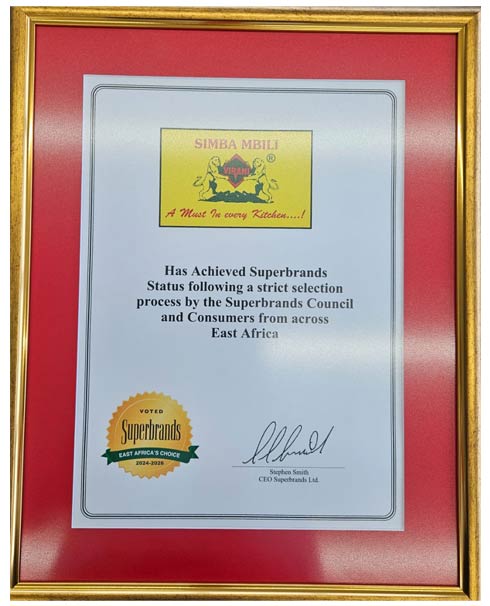 SIMBA MBILI
VIRANI
®
A Must In every Kitchen....!
Has Achieved Superbrands
Status following a strict selection
process by the Superbrands Council
and Consumers from across
East Africa
VOTED
Superbrands
EAST AFRICA'S CHOICE
2024-2026
Stephen Smith
CEO Superbrands Ltd.